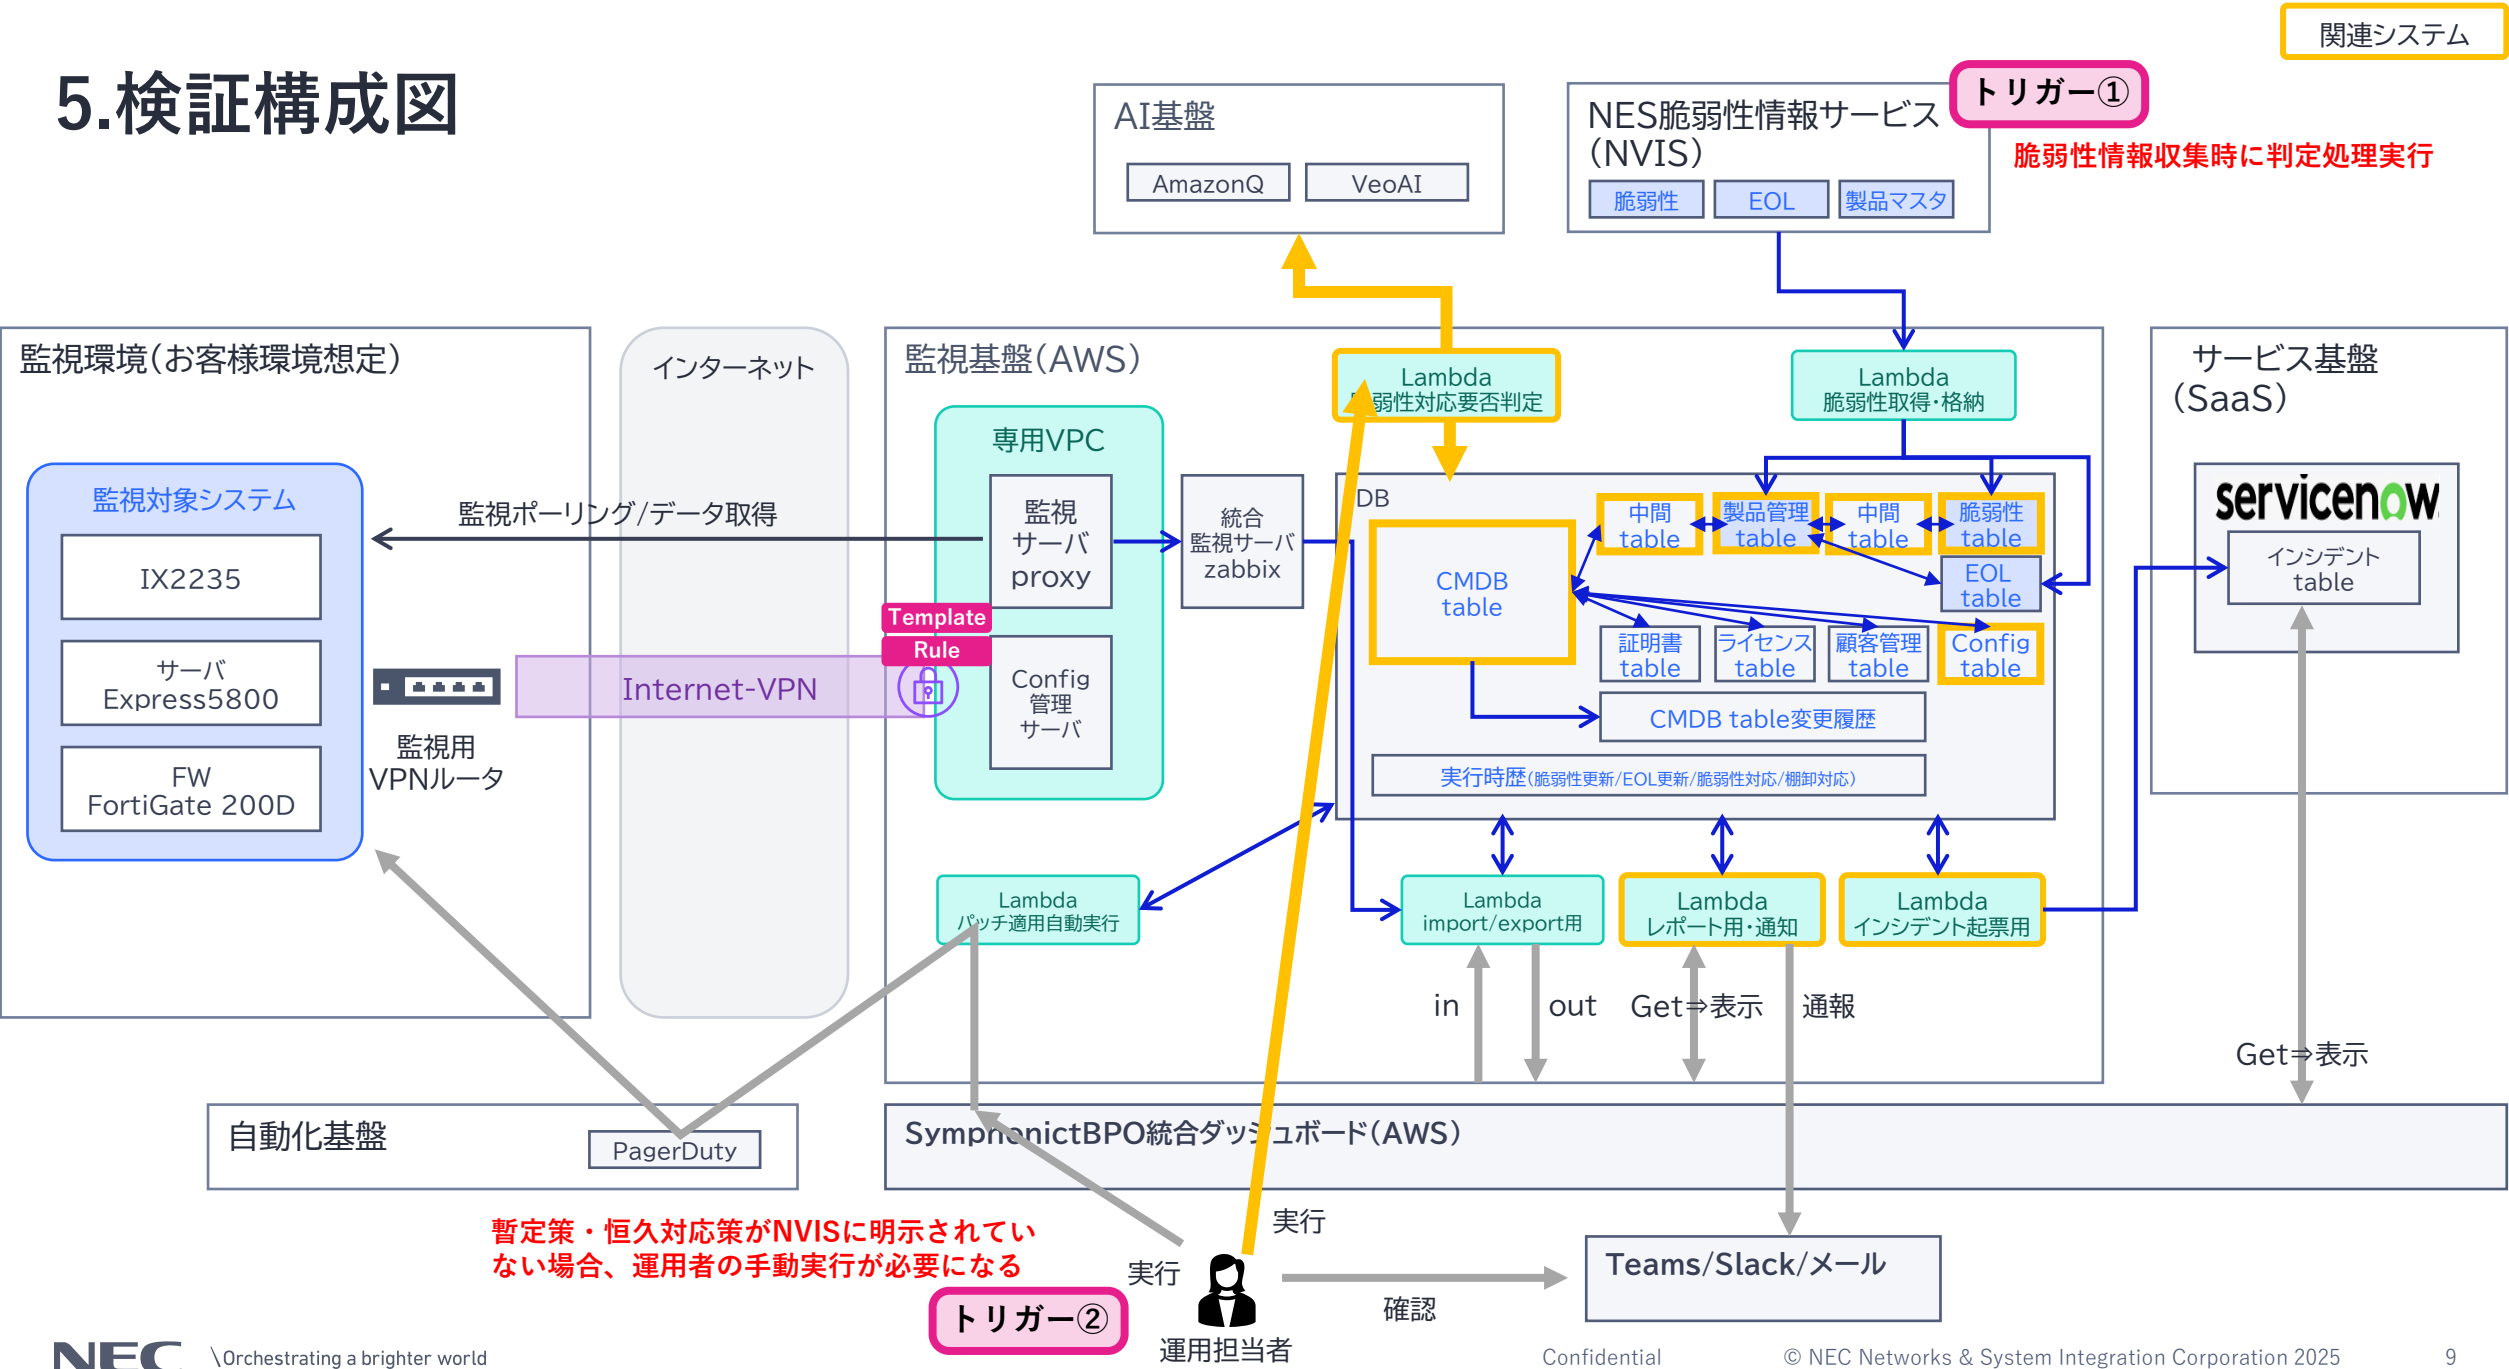 関連システム
5.検証構成図
AI基盤
AmazonQ
VeoAI
NES脆弱性情報サービス
（NVIS）
脆弱性
EOL
製品マスタ
トリガー①
脆弱性情報収集時に判定処理実行
監視環境（お客様環境想定）
監視対象システム
IX2235
サーバ
Express5800
FW
FortiGate 200D
監視用
VPNルータ
インターネット
監視ポーリング/データ取得
Internet-VPN
監視基盤（AWS）
専用VPC
監視
サーバ
proxy
Template
Rule
Config
管理
サーバ
統合
監視サーバ
zabbix
Lambda
脆弱性対応要否判定
Lambda
脆弱性取得・格納
DB
CMDB
table
中間
table
製品管理
table
中間
table
脆弱性
table
EOL
table
証明書
table
ライセンス
table
顧客管理
table
Config
table
CMDB table変更履歴
実行時歴（脆弱性更新/EOL更新/脆弱性対応/棚卸対応）
Lambda
パッチ適用自動実行
Lambda
import/export用
Lambda
レポート用・通知
Lambda
インシデント起票用
in
out
Get⇒表示
通報
サービス基盤
（SaaS）
servicenow
インシデント
table
Get⇒表示
自動化基盤
PagerDuty
SymphonictBPO統合ダッシュボード（AWS）
暫定策・恒久対応策がNVISに明示されてい
ない場合、運用者の手動実行が必要になる
トリガー②
実行
実行
運用担当者
確認
Teams/Slack/メール
NEC
\Orchestrating a brighter world
Confidential
© NEC Networks & System Integration Corporation 2025
9